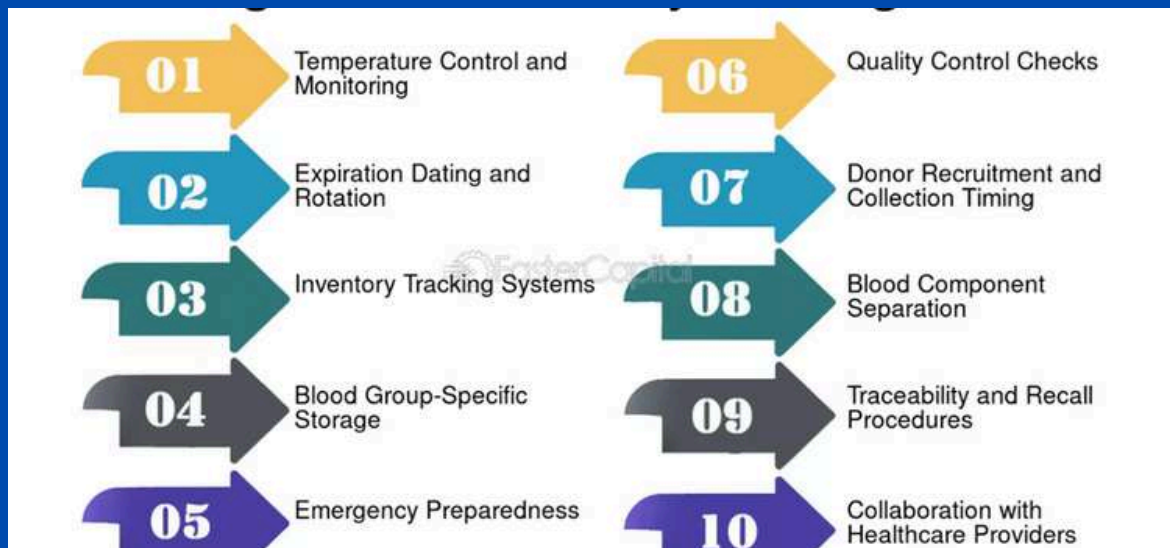 01
Temperature Control and
Monitoring
02
Expiration Dating and
Rotation
03
Inventory Tracking Systems
04
Blood Group-Specific
Storage
05
Emergency Preparedness
06
Quality Control Checks
07
Donor Recruitment and
Collection Timing
08
Blood Component
Separation
09
Traceability and Recall
Procedures
10
Collaboration with
Healthcare Providers
FasterCapital